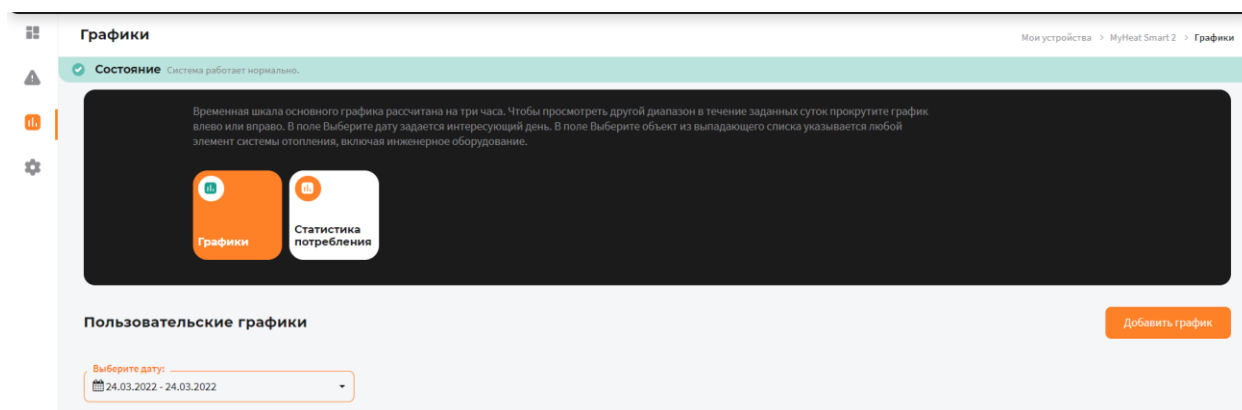 Графики
Мои устройства > MyHeat Smart 2 > Графики
Состояние Система работает нормально.
Временная шкала основного графика рассчитана на три часа. Чтобы просмотреть другой диапазон в течение заданных суток прокрутите график
влево или вправо. В поле Выберите дату задается интересующий день. В поле Выберите объект из выпадающего списка указывается любой
элемент системы отопления, включая инженерное оборудование.
Графики
Статистика
потребления
Пользовательские графики
Добавить график
Выберите дату:
24.03.2022 - 24.03.2022